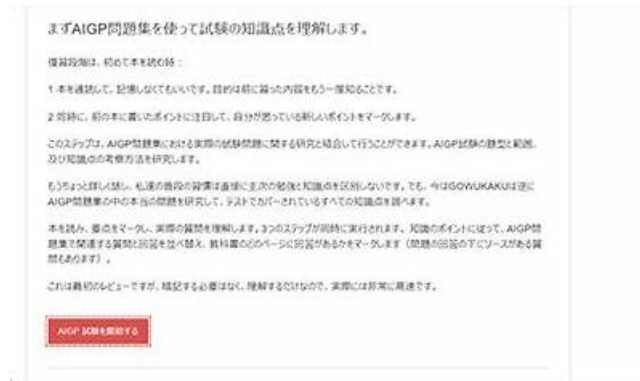 まずAIGP問題集を使って試験の知識点を理解します。
復習段階は、初めて本を読む時：
1 本を通読して、記憶しなくてもいいです。目的は前に習った内容をもう一度知ることです。
2 同時に、前の本に書いたポイントに注目して、自分が思っている新しいポイントをマークします。
このステップは、AIGP問題集における実際の試験問題に関する研究と結合して行うことができます。AIGP試験の題型と範囲、
及び知識点の考察方法を研究します。
もうちょっと詳しく話し、私達の普段の習慣は直接に主次の勉強と知識点を区別しないです。でも、今はGOWUKAKUは逆に
AIGP問題集の中の本当の問題を研究して、テストでカバーされているすべての知識点を調べます。
本を読み、要点をマークし、実際の質問を理解します。3つのステップが同時に実行されます。知識のポイントに従って、AIGP問
題集で関連する質問と回答を並べ替え、教科書のどのページに回答があるかをマークします（問題の回答の下にソースがある質
問もあります）。
これは最初のレビューですが、暗記する必要はなく、理解するだけなので、実際には非常に高速です。
AIGP 試験を開始する